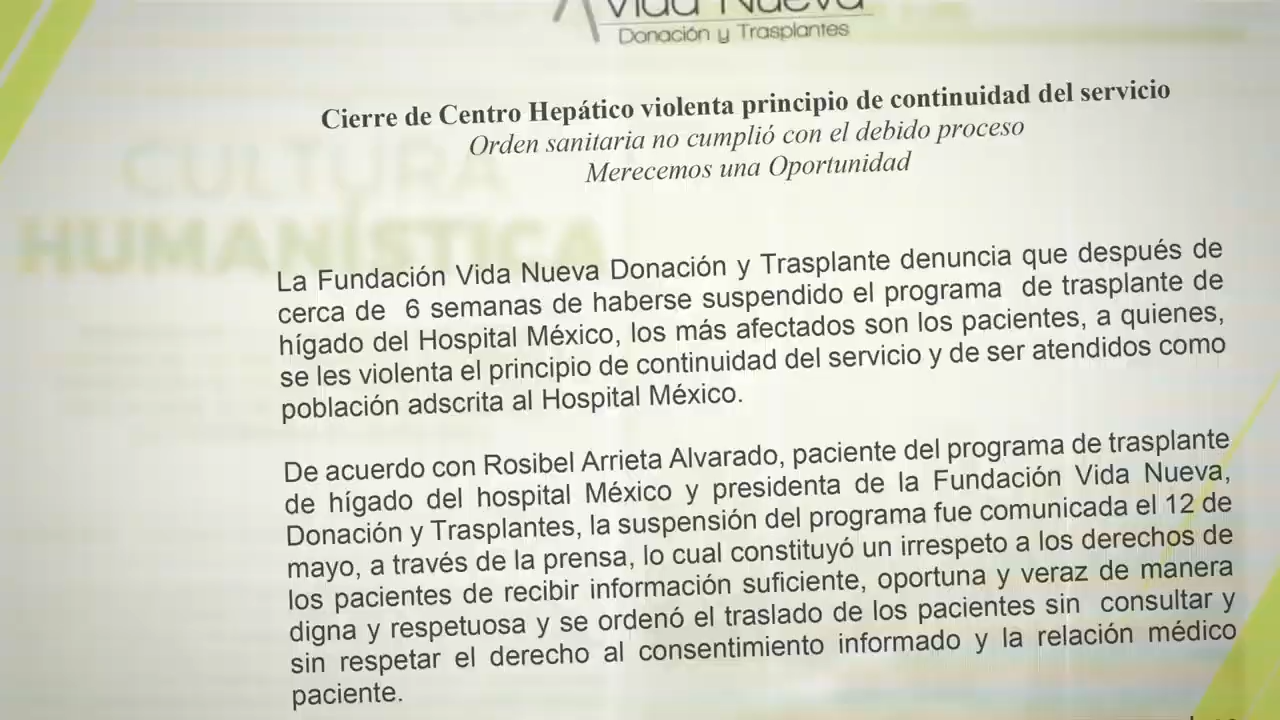 Vida Nueva
Donación y Trasplantes
Cierre de Centro Hepático violenta principio de continuidad del servicio
Orden sanitaria no cumplió con el debido proceso
Merecemos una Oportunidad
CULTURA
HUMANÍSTICA
La Fundación Vida Nueva Donación y Trasplante denuncia que después de
cerca de 6 semanas de haberse suspendido el programa de trasplante de
hígado del Hospital México, los más afectados son los pacientes, a quienes,
se les violenta el principio de continuidad del servicio y de ser atendidos como
población adscrita al Hospital México.
De acuerdo con Rosibel Arrieta Alvarado, paciente del programa de trasplante
de hígado del hospital México y presidenta de la Fundación Vida Nueva,
Donación y Trasplantes, la suspensión del programa fue comunicada el 12 de
mayo, a través de la prensa, lo cual constituyó un irrespeto a los derechos de
los pacientes de recibir información suficiente, oportuna y veraz de manera
digna y respetuosa y se ordenó el traslado de los pacientes sin consultar y
sin respetar el derecho al consentimiento informado y la relación médico
paciente.